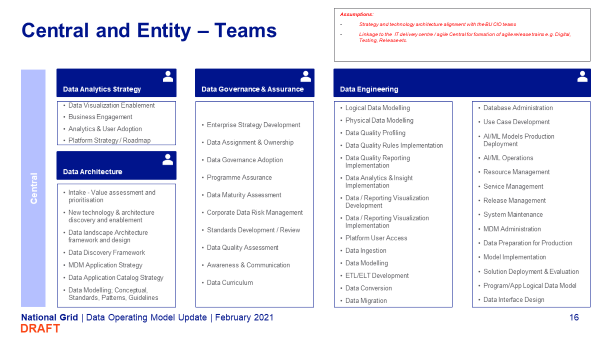 Central and Entity – Teams
Assumptions:
- Strategy and technology architecture alignment with the BU CIO teams
- Linkage to the IT delivery centre / agile Central for formation of agile release trains e.g. Digital,
Testing, Release etc.
Central
Data Analytics Strategy
• Data Visualization Enablement
• Business Engagement
• Analytics & User Adoption
• Platform Strategy / Roadmap
Data Architecture
• Intake - Value assessment and
prioritisation
• New technology & architecture
discovery and enablement
• Data landscape Architecture
framework and design
• Data Discovery Framework
• MDM Application Strategy
• Data Application Catalog Strategy
• Data Modelling; Conceptual,
Standards, Patterns, Guidelines
Data Governance & Assurance
• Enterprise Strategy Development
• Data Assignment & Ownership
• Data Governance Adoption
• Programme Assurance
• Data Maturity Assessment
• Corporate Data Risk Management
• Standards Development / Review
• Data Quality Assessment
• Awareness & Communication
• Data Curriculum
Data Engineering
• Logical Data Modelling
• Physical Data Modelling
• Data Quality Profiling
• Data Quality Rules Implementation
• Data Quality Reporting
Implementation
• Data Analytics & Insight
Implementation
• Data / Reporting Visualization
Development
• Data / Reporting Visualization
Implementation
• Platform User Access
• Data Ingestion
• Data Modelling
• ETL/ELT Development
• Data Conversion
• Data Migration
• Database Administration
• Use Case Development
• AI/ML Models Production
Deployment
• AI/ML Operations
• Resource Management
• Service Management
• Release Management
• System Maintenance
• MDM Administration
• Data Preparation for Production
• Model Implementation
• Solution Deployment & Evaluation
• Program/App Logical Data Model
• Data Interface Design
National Grid | Data Operating Model Update | February 2021
16
DRAFT